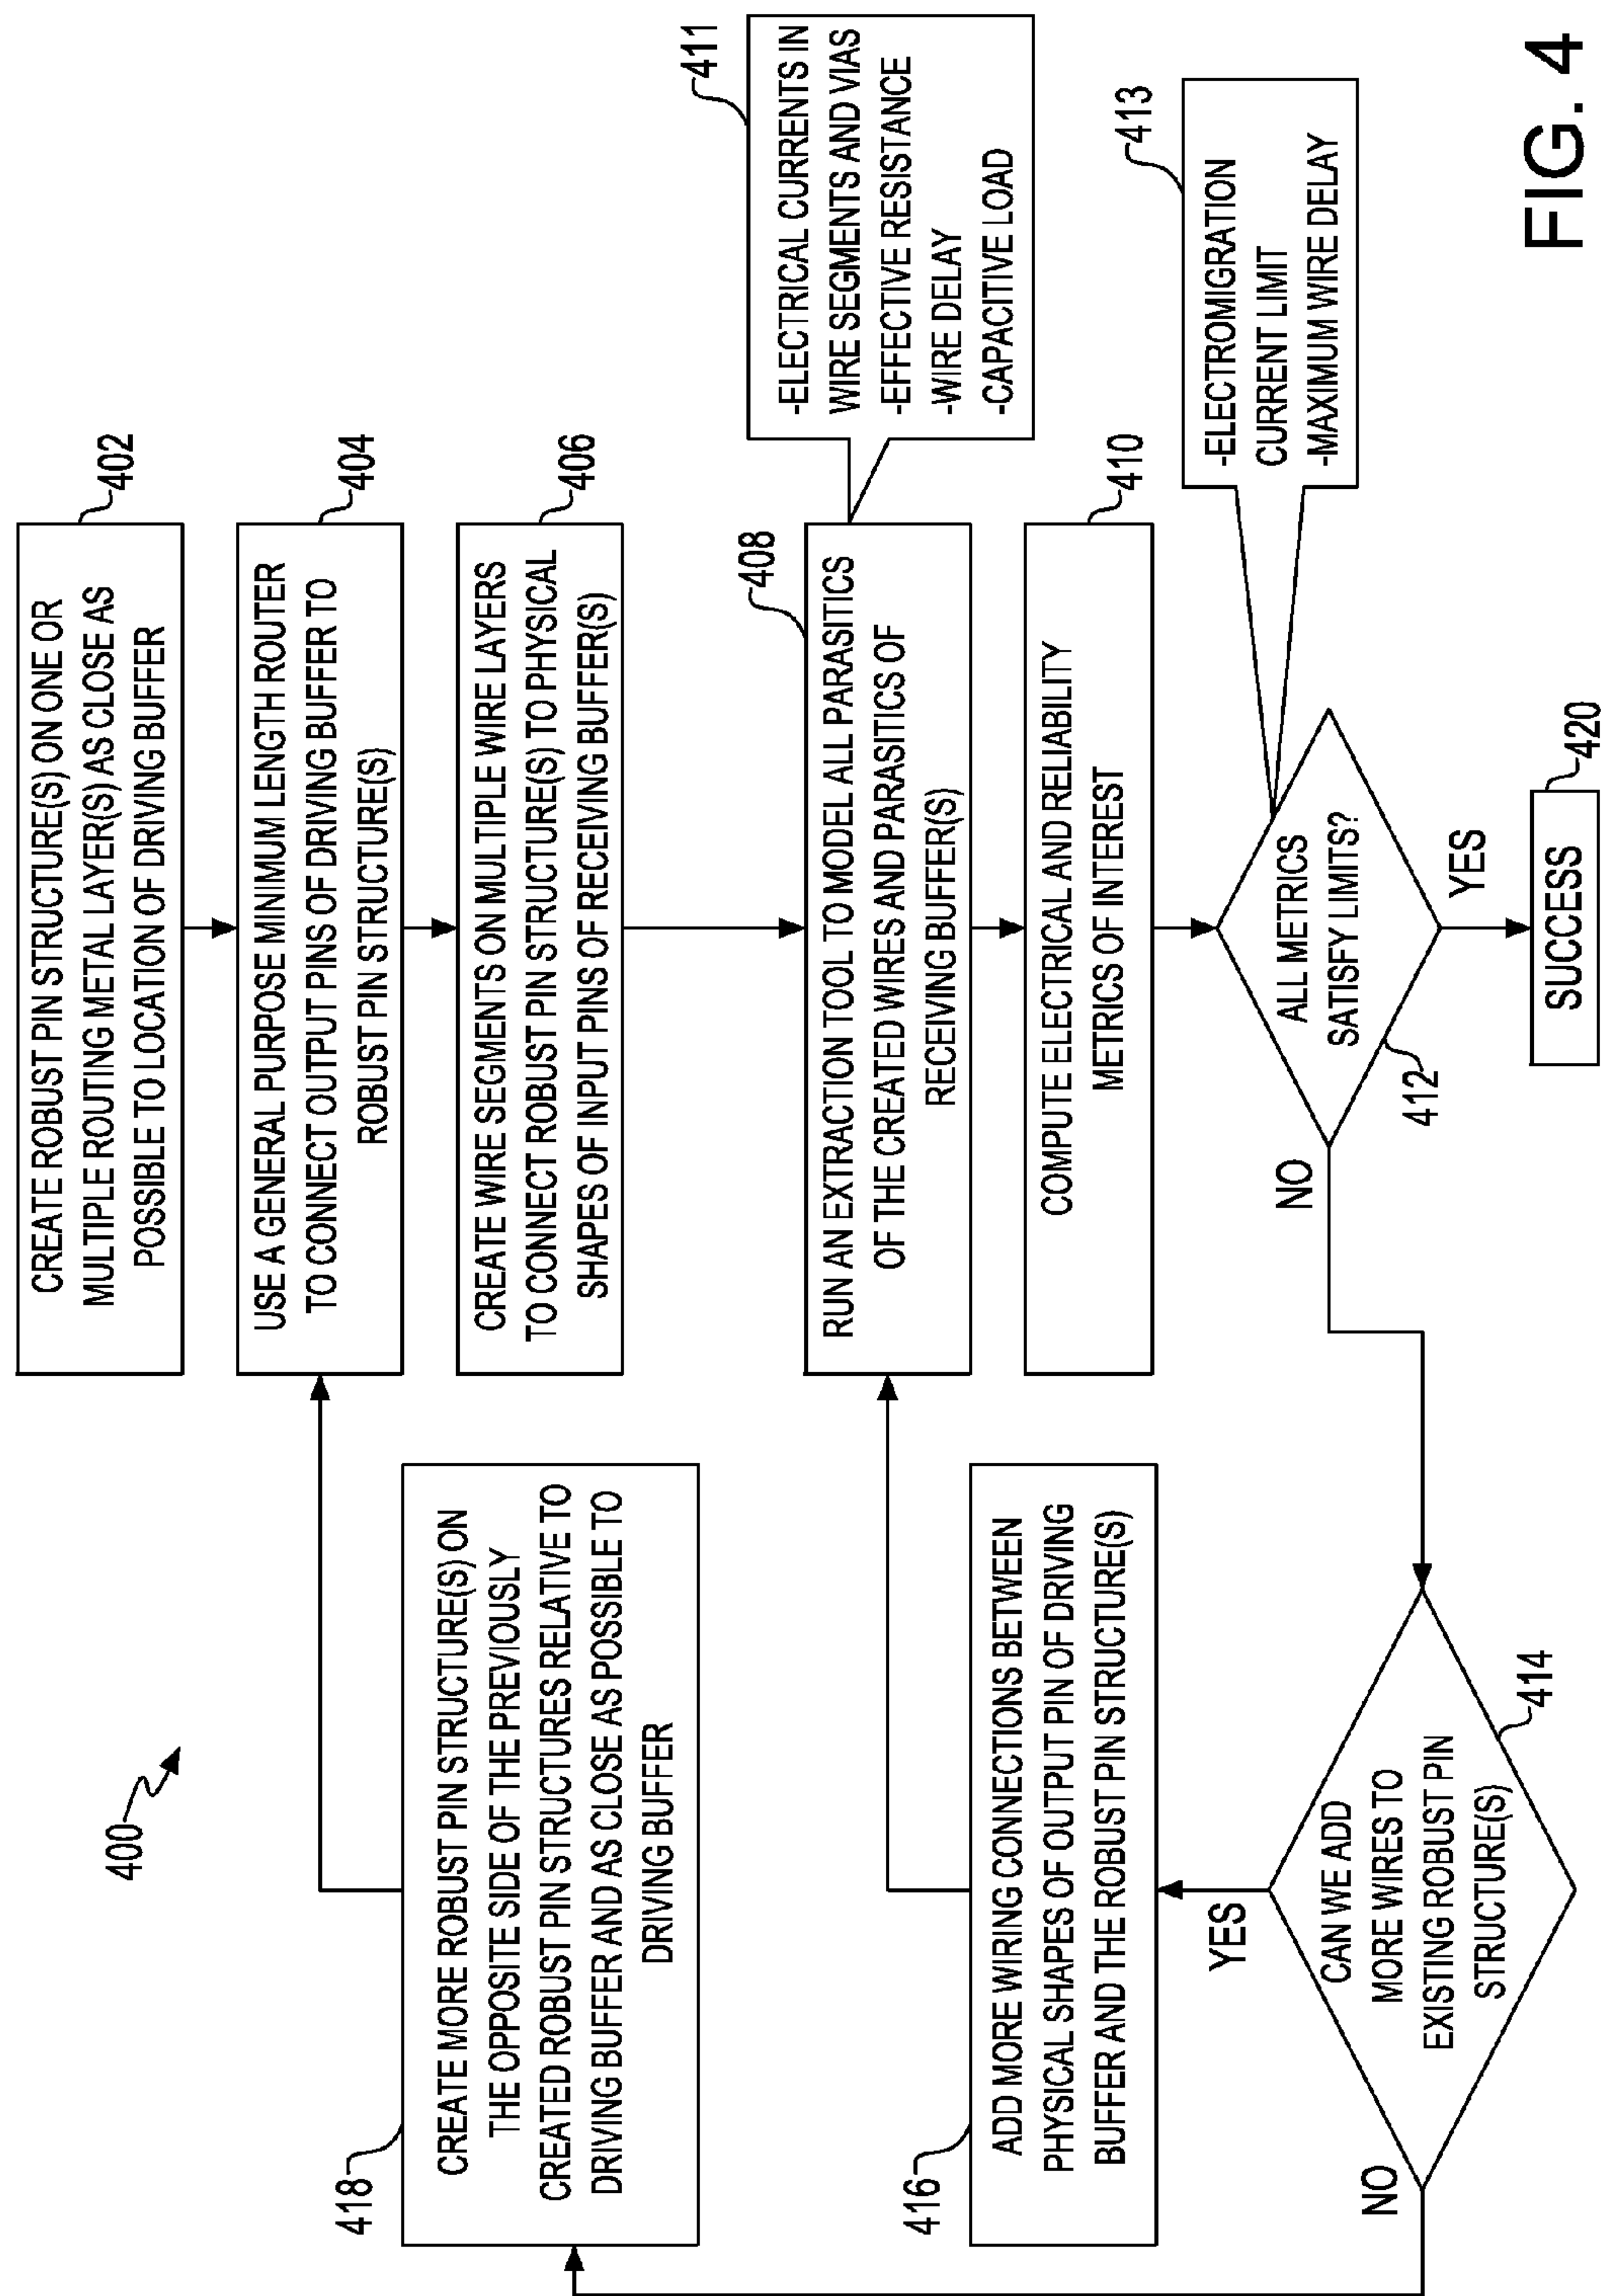 400
CREATE ROBUST PIN STRUCTURE(S) ON ONE OR
MULTIPLE ROUTING METAL LAYER(S) AS CLOSE AS
POSSIBLE TO LOCATION OF DRIVING BUFFER
402
USE A GENERAL PURPOSE MINIMUM LENGTH ROUTER
TO CONNECT OUTPUT PINS OF DRIVING BUFFER TO
ROBUST PIN STRUCTURE(S)
404
CREATE WIRE SEGMENTS ON MULTIPLE WIRE LAYERS
TO CONNECT ROBUST PIN STRUCTURE(S) TO PHYSICAL
SHAPES OF INPUT PINS OF RECEIVING BUFFER(S)
406
RUN AN EXTRACTION TOOL TO MODEL ALL PARASITICS
OF THE CREATED WIRES AND PARASITICS OF
RECEIVING BUFFER(S)
408
-ELECTRICAL CURRENTS IN
WIRE SEGMENTS AND VIAS
-EFFECTIVE RESISTANCE
-WIRE DELAY
-CAPACITIVE LOAD
411
COMPUTE ELECTRICAL AND RELIABILITY
METRICS OF INTEREST
410
ALL METRICS
SATISFY LIMITS?
412
-ELECTROMIGRATION
CURRENT LIMIT
-MAXIMUM WIRE DELAY
413
YES
SUCCESS
420
NO
CAN WE ADD
MORE WIRES TO
EXISTING ROBUST PIN
STRUCTURE(S)
414
YES
ADD MORE WIRING CONNECTIONS BETWEEN
PHYSICAL SHAPES OF OUTPUT PIN OF DRIVING
BUFFER AND THE ROBUST PIN STRUCTURE(S)
416
NO
CREATE MORE ROBUST PIN STRUCTURE(S) ON
THE OPPOSITE SIDE OF THE PREVIOUSLY
CREATED ROBUST PIN STRUCTURES RELATIVE TO
DRIVING BUFFER AND AS CLOSE AS POSSIBLE TO
DRIVING BUFFER
418
FIG. 4